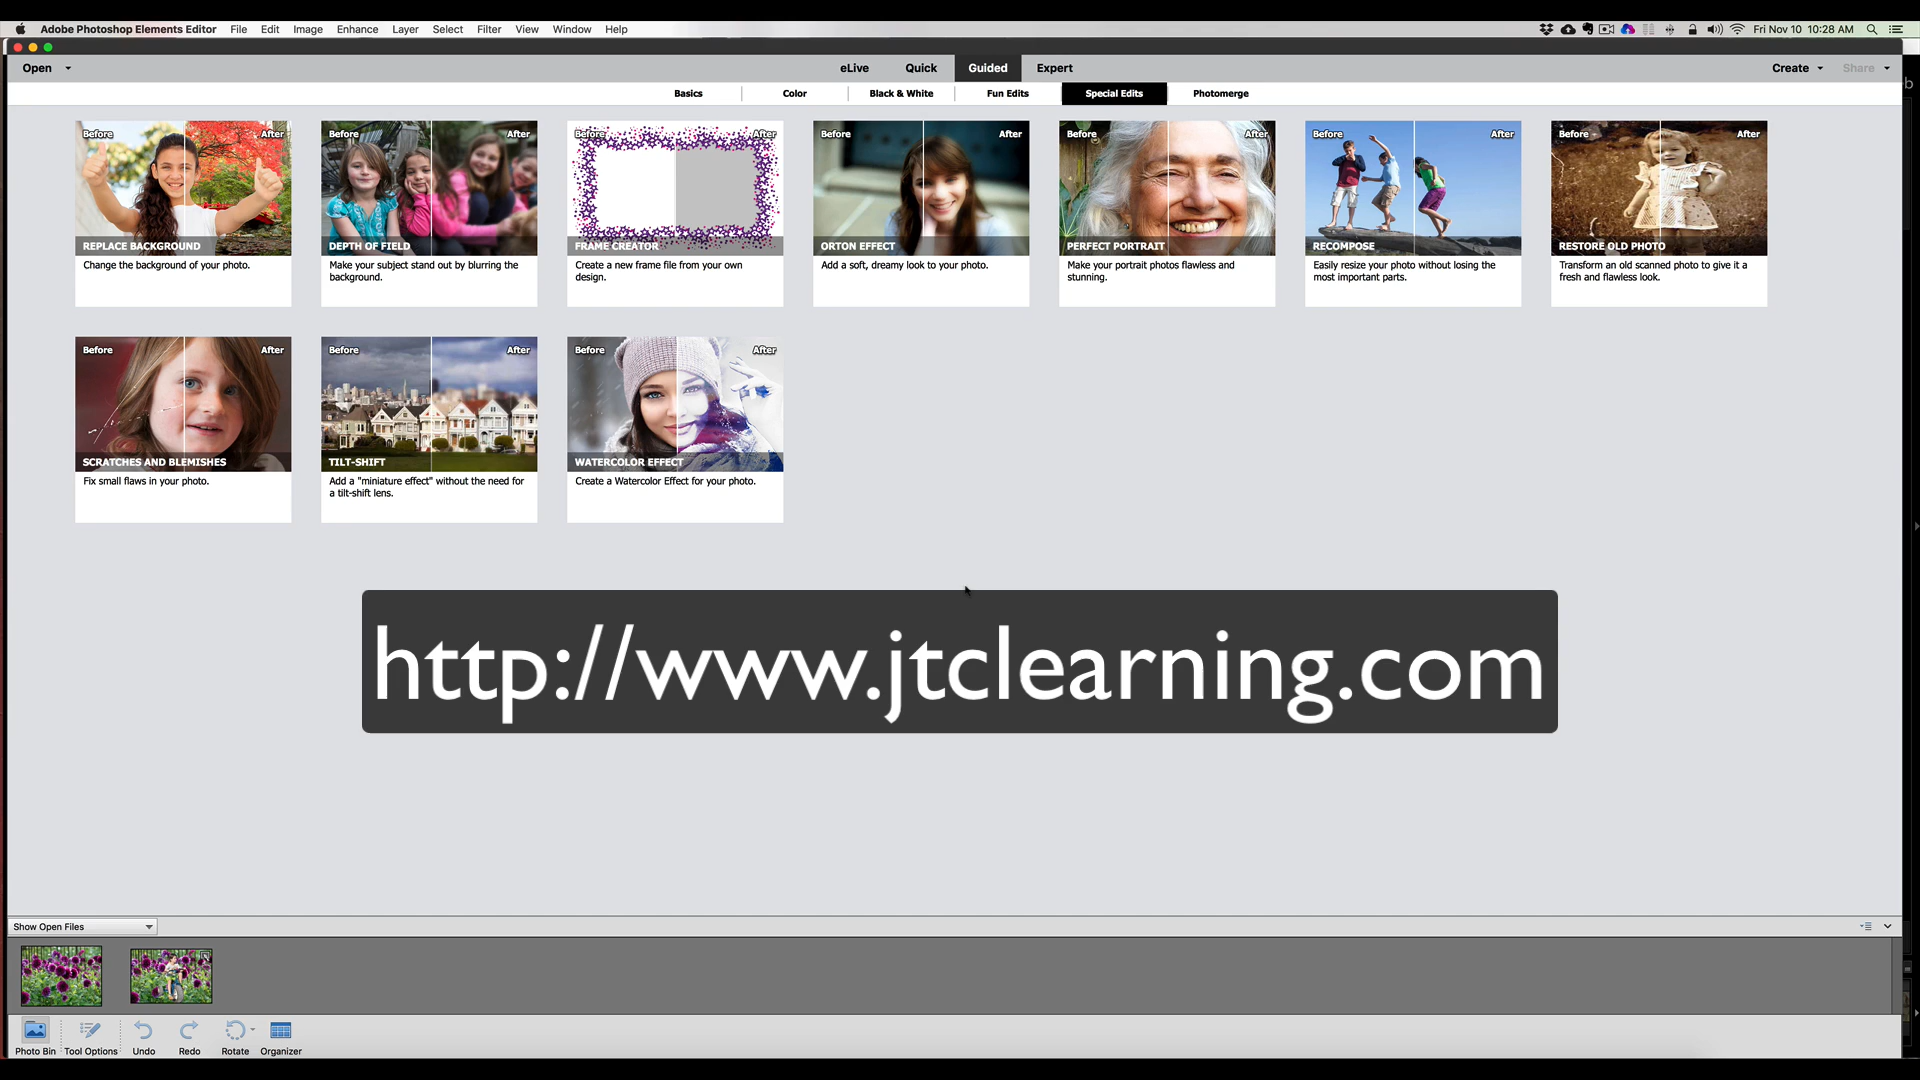 Adobe Photoshop Elements Editor File Edit Image Enhance Layer Select Filter View Window Help Fri Nov 10 10:28 AM
Open eLive Quick Guided Expert Create Share
Basics Color Black & White Fun Edits Special Edits Photomerge
Before After
REPLACE BACKGROUND
Change the background of your photo.
Before After
DEPTH OF FIELD
Make your subject stand out by blurring the
background.
Before After
FRAME CREATOR
Create a new frame file from your own
design.
Before After
ORTON EFFECT
Add a soft, dreamy look to your photo.
Before After
PERFECT PORTRAIT
Make your portrait photos flawless and
stunning.
Before After
RECOMPOSE
Easily resize your photo without losing the
most important parts.
Before After
RESTORE OLD PHOTO
Transform an old scanned photo to give it a
fresh and flawless look.
Before After
SCRATCHES AND BLEMISHES
Fix small flaws in your photo.
Before After
TILT-SHIFT
Add a "miniature effect" without the need for
a tilt-shift lens.
Before After
WATERCOLOR EFFECT
Create a Watercolor Effect for your photo.
http://www.jtclearning.com
Show Open Files
Photo Bin Tool Options Undo Redo Rotate Organizer